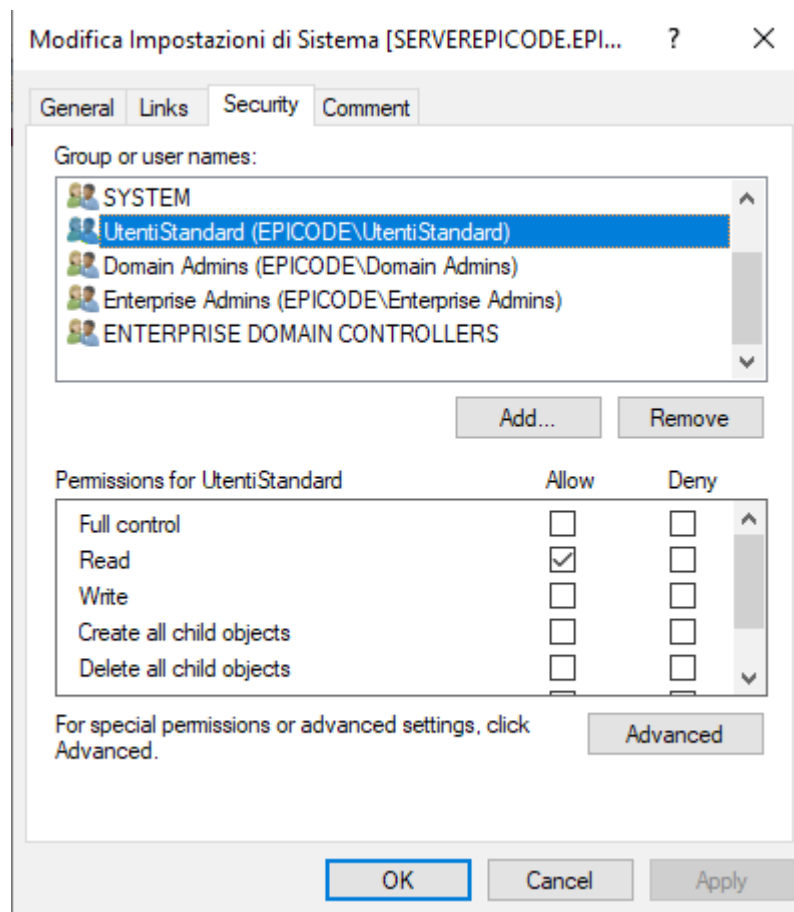 Modifica Impostazioni di Sistema [SERVEREPICODE.EPI...
?
General Links Security Comment
Group or user names:
SYSTEM
UtentiStandard (EPICODE\UtentiStandard)
Domain Admins (EPICODE\Domain Admins)
Enterprise Admins (EPICODE\Enterprise Admins)
ENTERPRISE DOMAIN CONTROLLERS
Add... Remove
Permissions for UtentiStandard Allow Deny
Full control
Read
Write
Create all child objects
Delete all child objects
For special permissions or advanced settings, click
Advanced.
Advanced
OK Cancel Apply